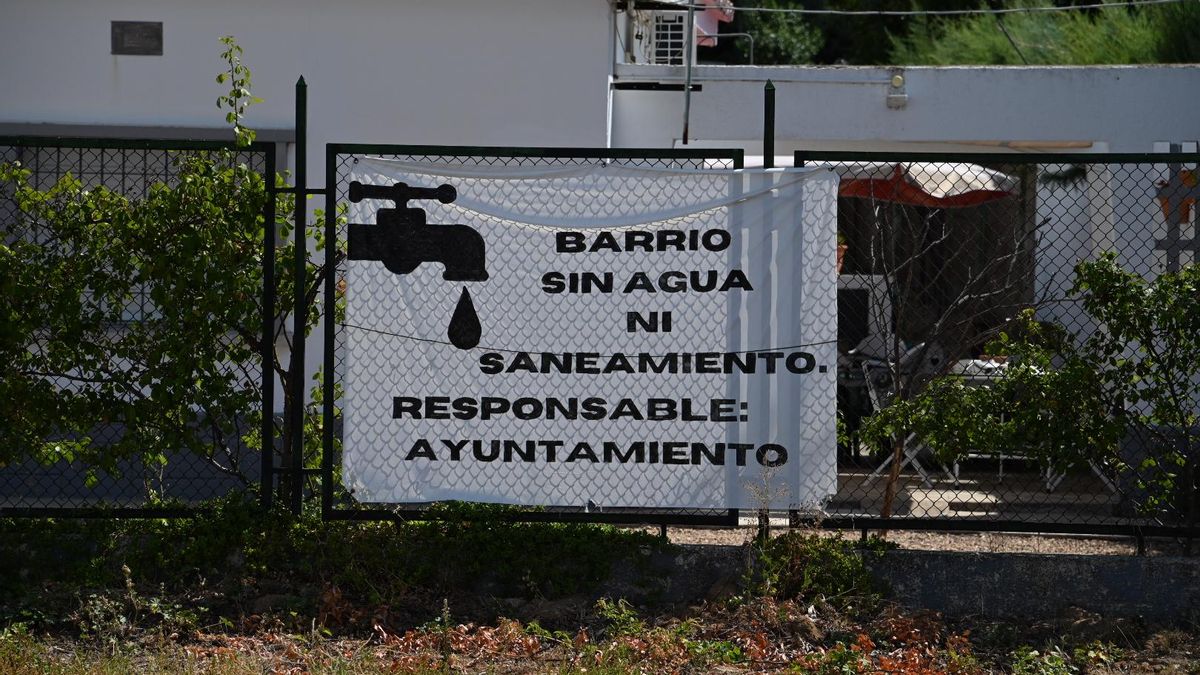 BARRIO
SIN AGUA
NI
SANEAMIENTO.
RESPONSABLE:
AYUNTAMIENTO